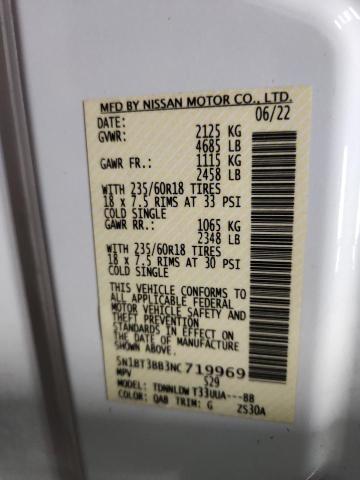 MFD BY NISSAN MOTOR CO., LTD.
DATE: 06/22
GVWR: 2125 KG
4685 LB
GAWR FR.: 1115 KG
2458 LB
WITH 235/60R18 TIRES
18 x 7.5 RIMS AT 33 PSI
COLD SINGLE
GAWR RR.: 1065 KG
2348 LB
WITH 235/60R18 TIRES
18 x 7.5 RIMS AT 30 PSI
COLD SINGLE
THIS VEHICLE CONFORMS TO
ALL APPLICABLE FEDERAL
MOTOR VEHICLE SAFETY AND
AND THEFT PREVENTION
STANDARDS IN EFFECT ON
THE DATE OF MANUFACTURE
SHOWN ABOVE.
5N1BT3BB3NC719969
MPV S29
MODEL: TDNNLDW T33UUA---BB
COLOR: QAB TRIM: G ZS30A